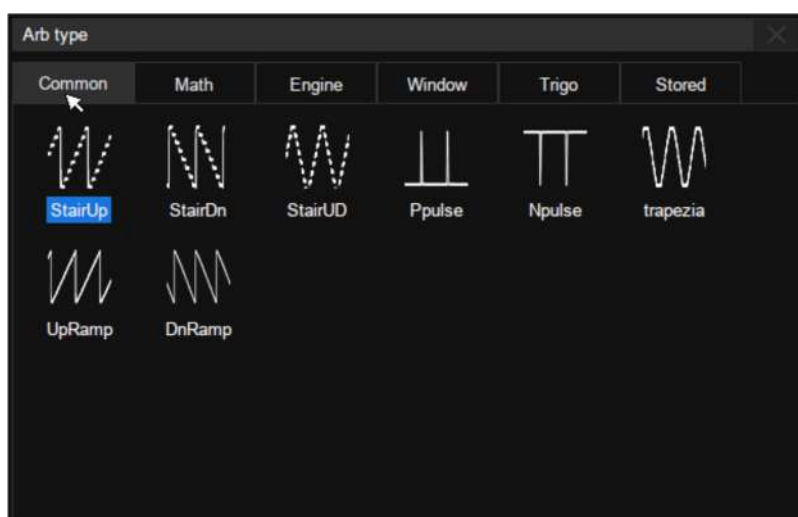 Arb type
Common Math Engine Window Trigo Stored
StairUp StairDn StairUD Ppulse Npulse trapezia
UpRamp DnRamp